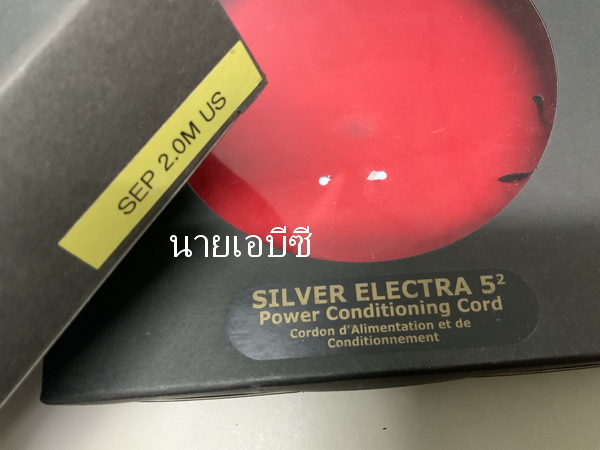 SEP 2.0M US
นายเอบีซี
SILVER ELECTRA 5²
Power Conditioning Cord
Cordon d'Alimentation et de
Conditionnement